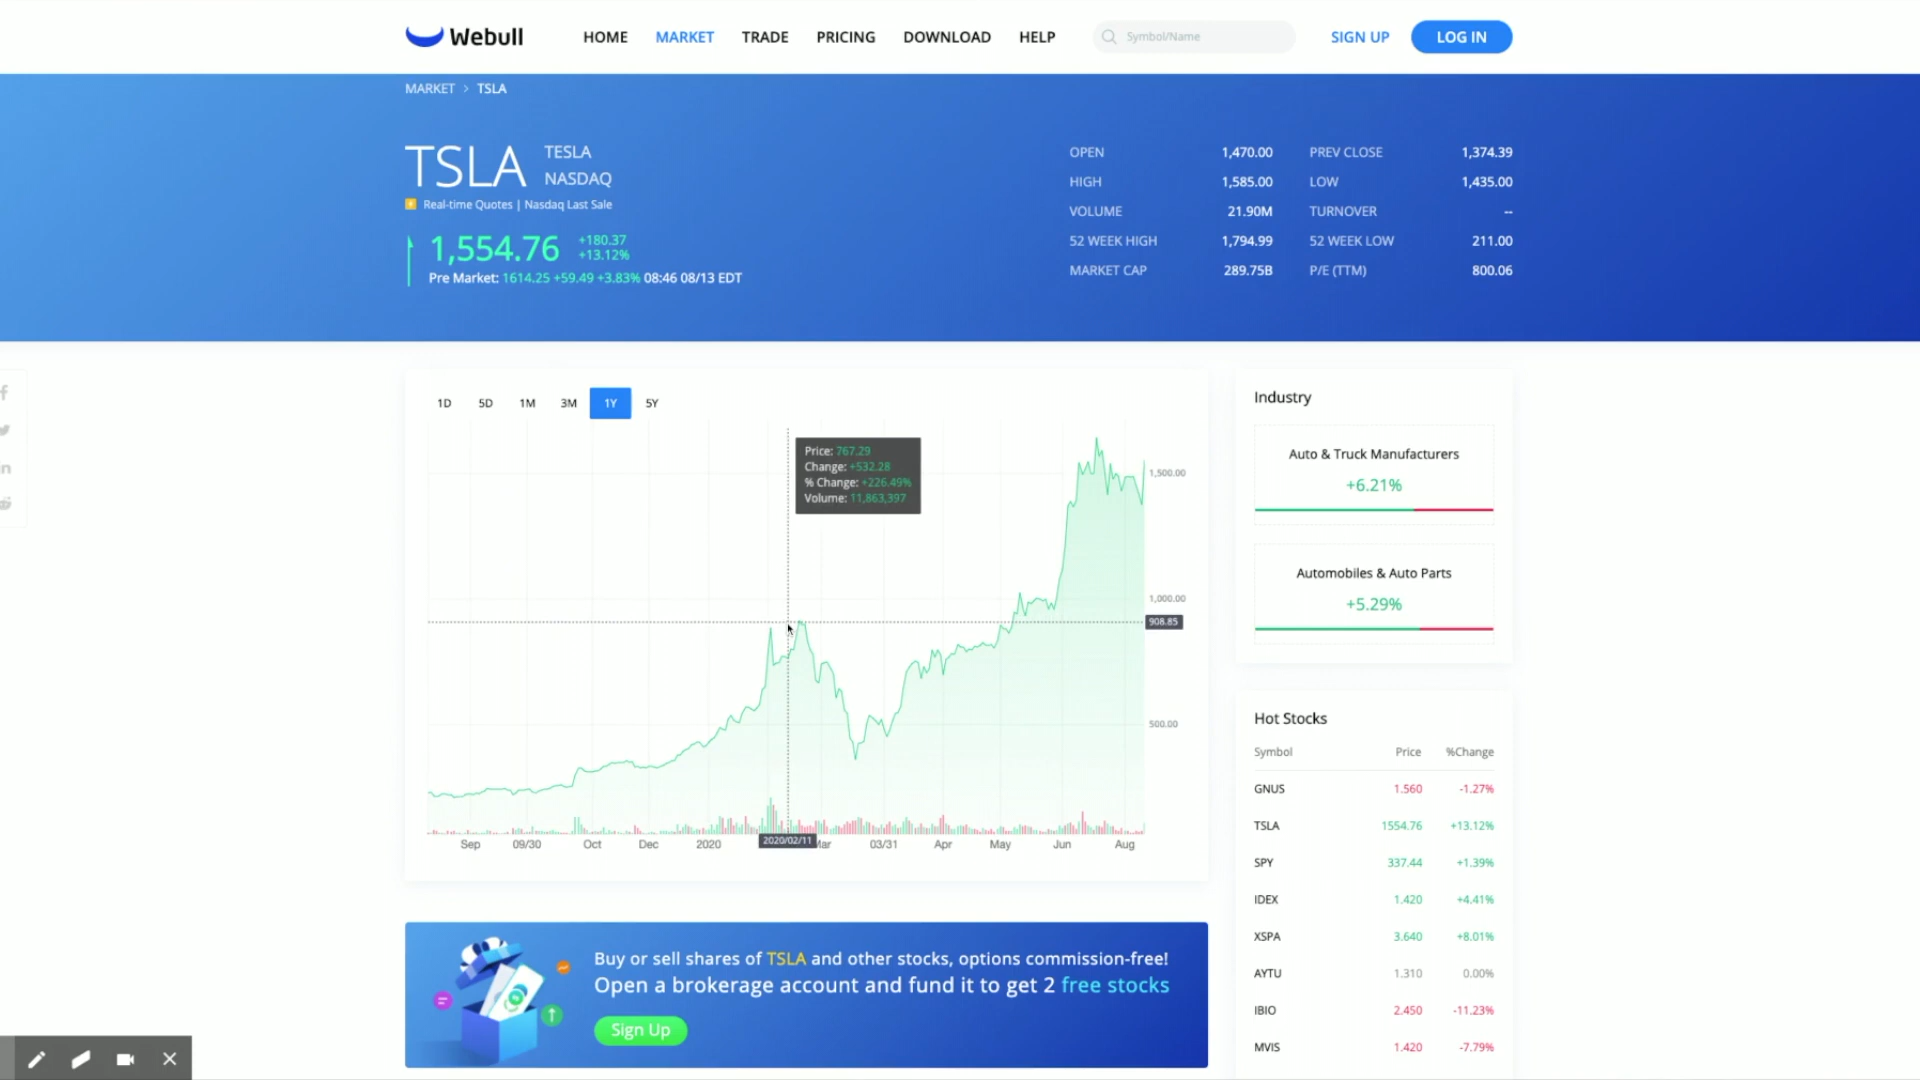 Webull
HOME MARKET TRADE PRICING DOWNLOAD HELP Symbol/Name SIGN UP LOG IN
MARKET > TSLA
TSLA TESLA
NASDAQ
Real-time Quotes | Nasdaq Last Sale
1,554.76 +180.37
+13.12%
Pre Market: 1614.25 +59.49 +3.83% 08:46 08/13 EDT
OPEN 1,470.00 PREV CLOSE 1,374.39
HIGH 1,585.00 LOW 1,435.00
VOLUME 21.90M TURNOVER --
52 WEEK HIGH 1,794.99 52 WEEK LOW 211.00
MARKET CAP 289.75B P/E (TTM) 800.06
1D 5D 1M 3M 1Y 5Y
Price: 767.29
Change: +532.28
% Change: +226.49%
Volume: 11,863,397
1,500.00
1,000.00
908.85
500.00
Sep 09/30 Oct Dec 2020 2020/02/11 03/31 Apr May Jun Aug
Industry
Auto & Truck Manufacturers
+6.21%
Automobiles & Auto Parts
+5.29%
Hot Stocks
Symbol Price %Change
GNUS 1.560 -1.27%
TSLA 1554.76 +13.12%
SPY 337.44 +1.39%
IDEX 1.420 +4.41%
XSPA 3.640 +8.01%
AYTU 1.310 0.00%
IBIO 2.450 -11.23%
MVIS 1.420 -7.79%
Buy or sell shares of TSLA and other stocks, options commission-free!
Open a brokerage account and fund it to get 2 free stocks
Sign Up